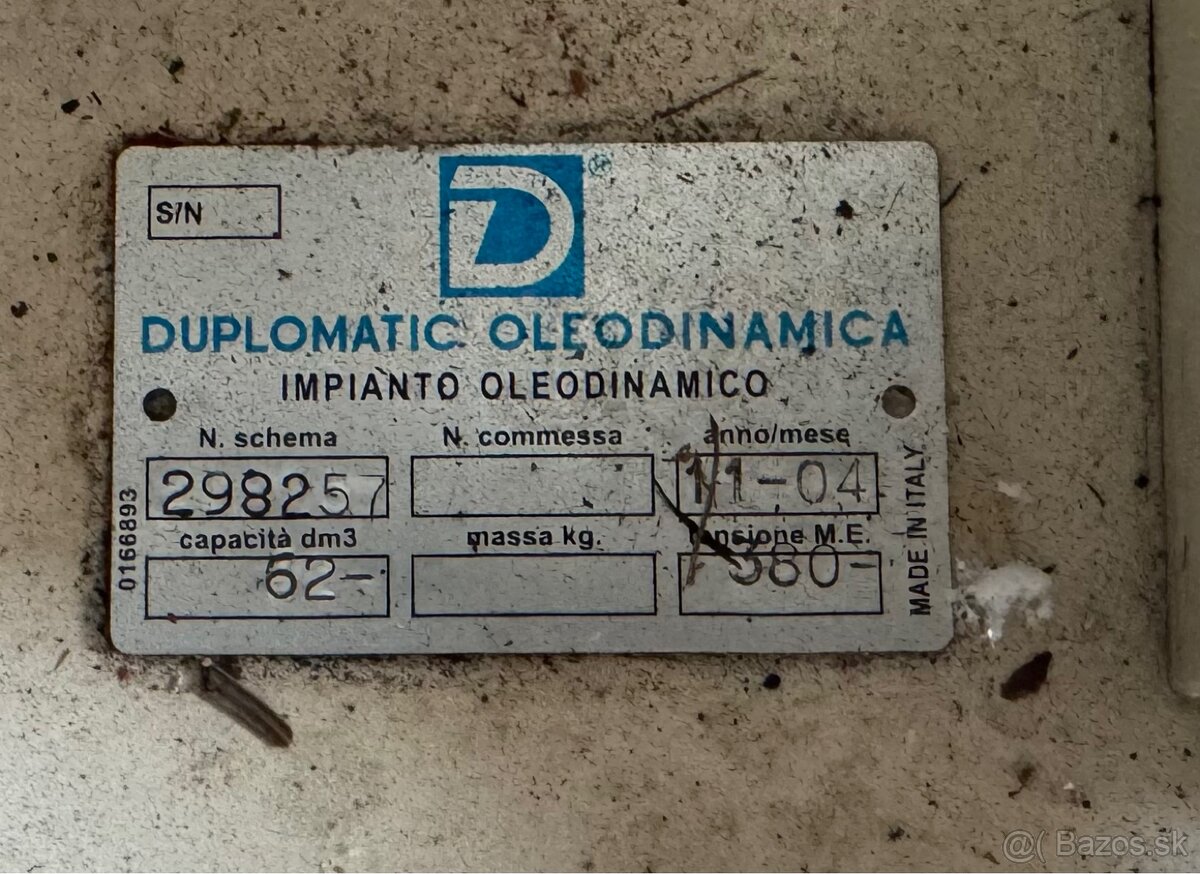 S/N
D
®
DUPLOMATIC OLEODINAMICA
IMPIANTO OLEODINAMICO
N. schema N. commessa anno/mese
298257 11-04
capacità dm3 massa kg. tensione M.E.
62- 380-
0166893
MADE IN ITALY
@( Bazos.sk